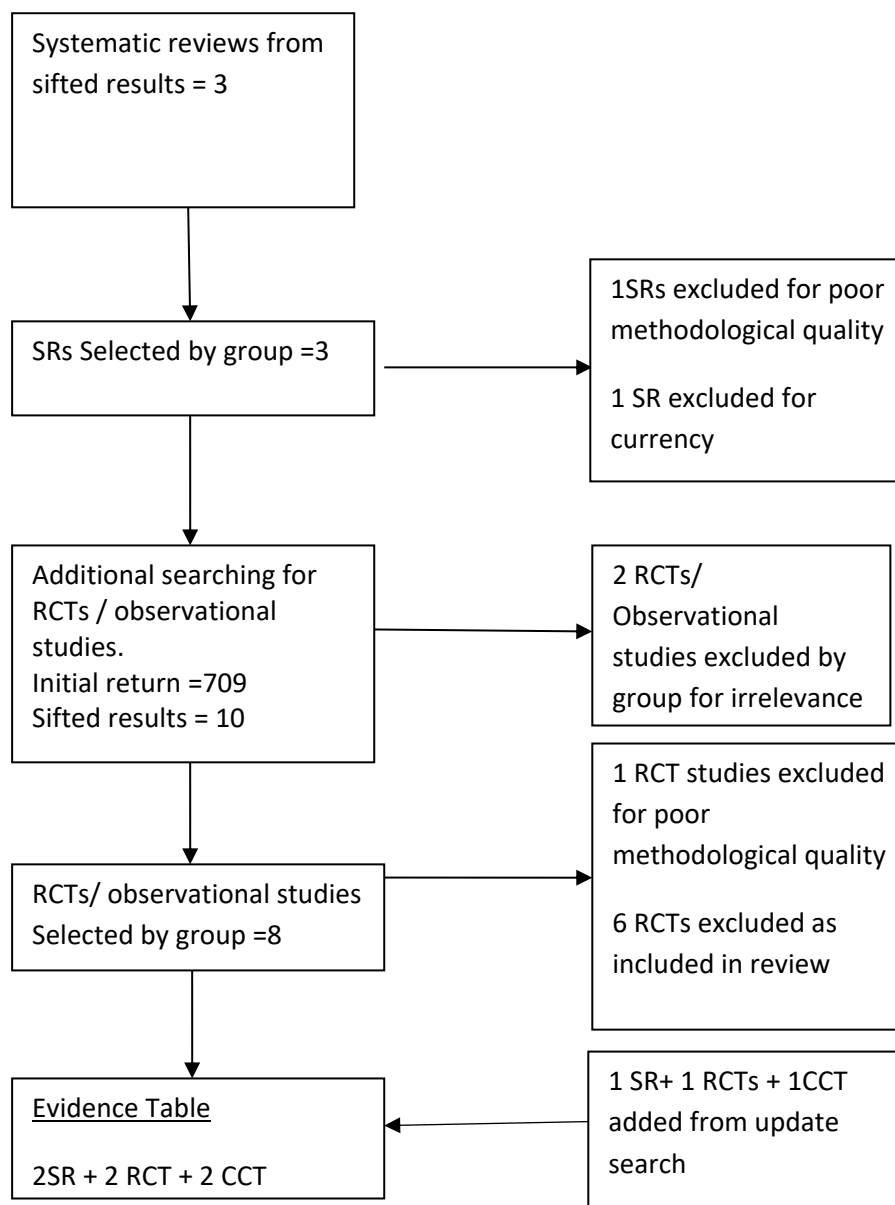 Systematic reviews from
sifted results = 3
SRs Selected by group =3
1SRs excluded for poor
methodological quality
1 SR excluded for
currency
Additional searching for
RCTs / observational
studies.
Initial return =709
Sifted results = 10
2 RCTs/
Observational
studies excluded by
group for irrelevance
RCTs/ observational studies
Selected by group =8
1 RCT studies excluded
for poor
methodological quality
6 RCTs excluded as
included in review
Evidence Table
2SR + 2 RCT + 2 CCT
1 SR+ 1 RCTs + 1CCT
added from update
search